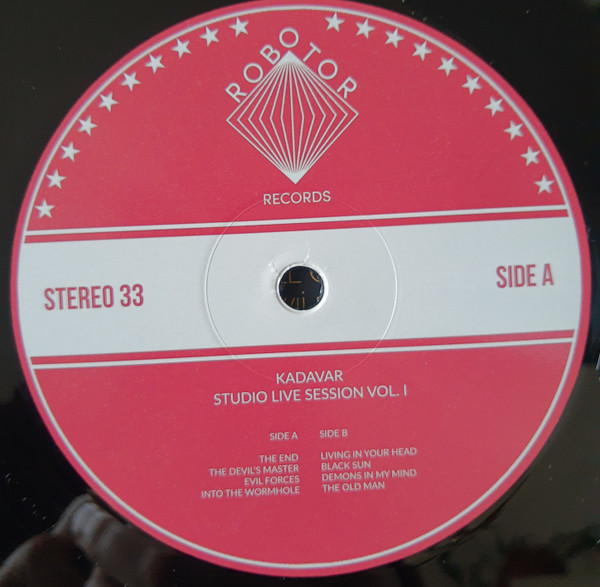 ROBOTOR
RECORDS
STEREO 33
SIDE A
KADAVAR
STUDIO LIVE SESSION VOL. I
SIDE A
THE END
THE DEVIL'S MASTER
EVIL FORCES
INTO THE WORMHOLE
SIDE B
LIVING IN YOUR HEAD
BLACK SUN
DEMONS IN MY MIND
THE OLD MAN